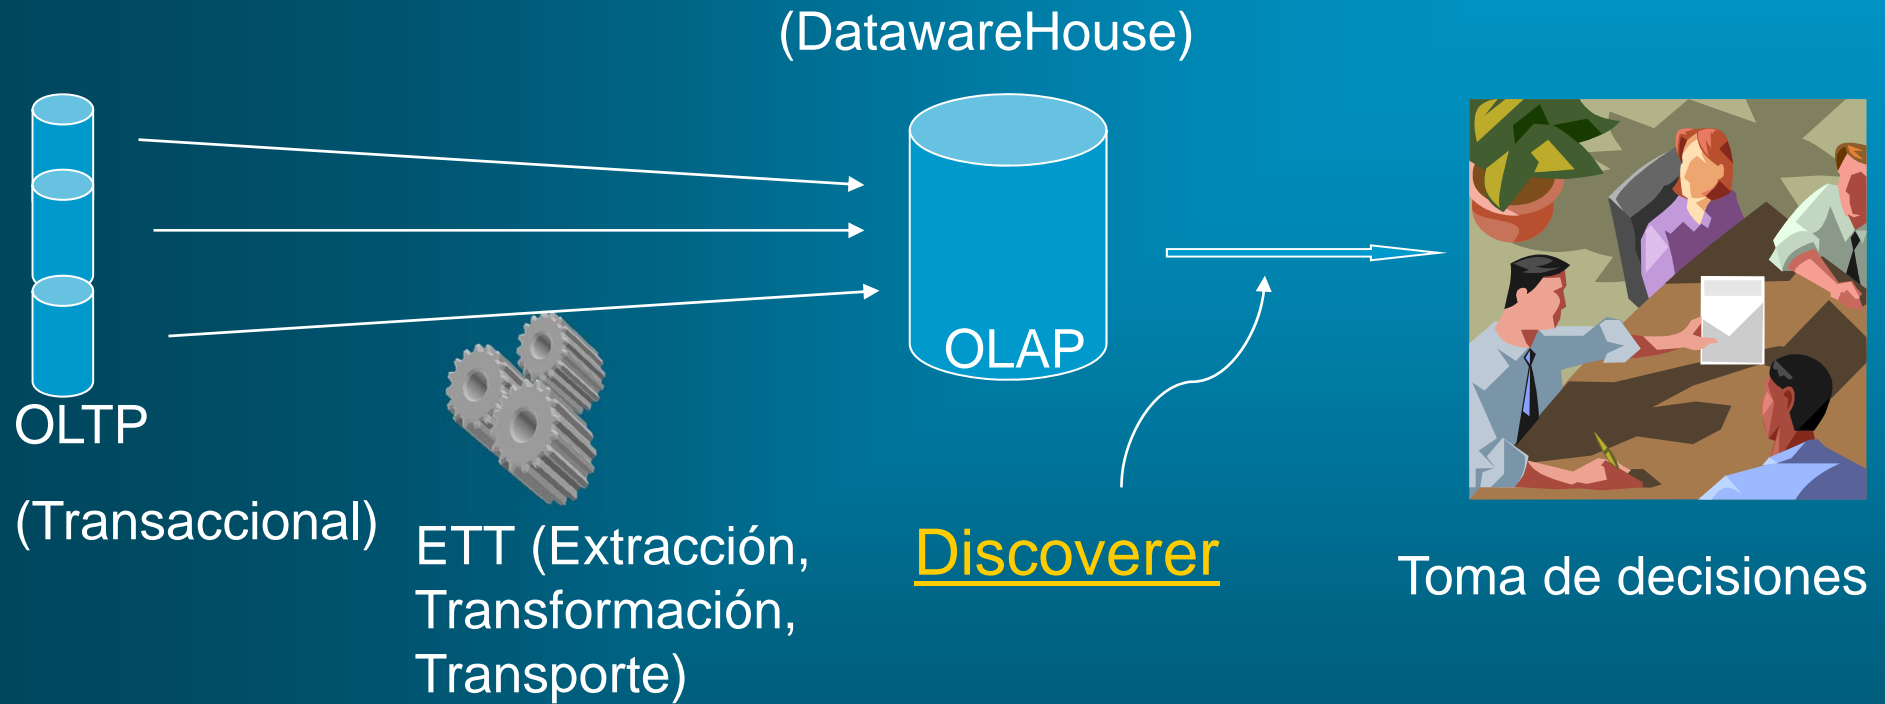 (DatawareHouse)
OLAP
OLTP
(Transaccional)
ETT (Extracción,
Transformación,
Transporte)
Discoverer
Toma de decisiones